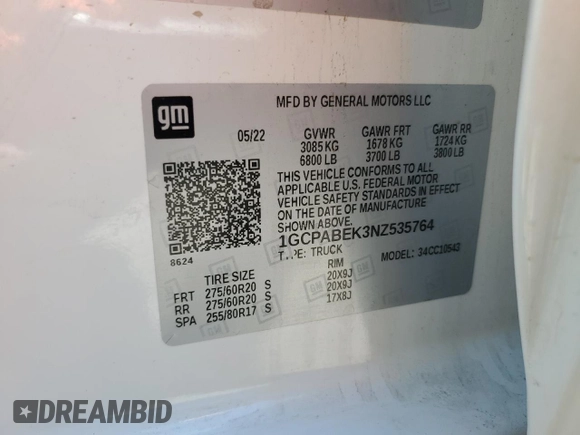 gm
MFD BY GENERAL MOTORS LLC
05/22 GVWR GAWR FRT GAWR RR
3085 KG 1678 KG 1724 KG
6800 LB 3700 LB 3800 LB
THIS VEHICLE CONFORMS TO ALL
APPLICABLE U.S. FEDERAL MOTOR
VEHICLE SAFETY STANDARDS IN EFFECT
ON THE DATE OF MANUFACTURE
SHOWN ABOVE.
1GCPABEK3NZ535764
8624
TYPE: TRUCK MODEL: 34CC10543
TIRE SIZE RIM
FRT 275/60R20 S 20X9J
RR 275/60R20 S 20X9J
SPA 255/80R17 S 17X8J
DREAMBID